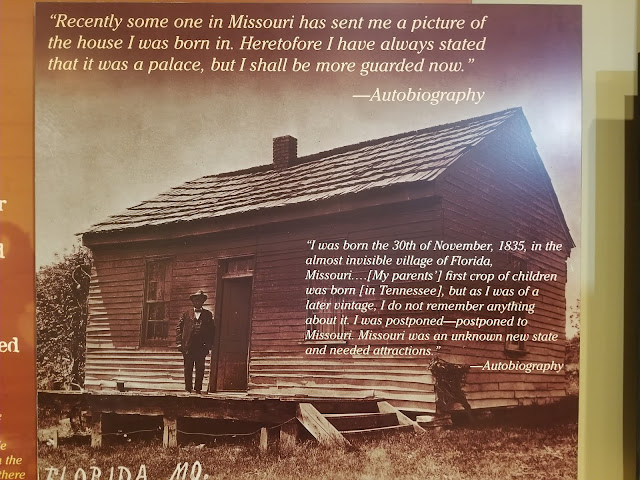 “Recently some one in Missouri has sent me a picture of
the house I was born in. Heretofore I have always stated
that it was a palace, but I shall be more guarded now.”
—Autobiography
“I was born the 30th of November, 1835, in the
almost invisible village of Florida,
Missouri....[My parents’] first crop of children
was born [in Tennessee], but as I was of a
later vintage, I do not remember anything
about it. I was postponed—postponed to
Missouri. Missouri was an unknown new state
and needed attractions.”
—Autobiography
FLORIDA MO.
ed
the
there